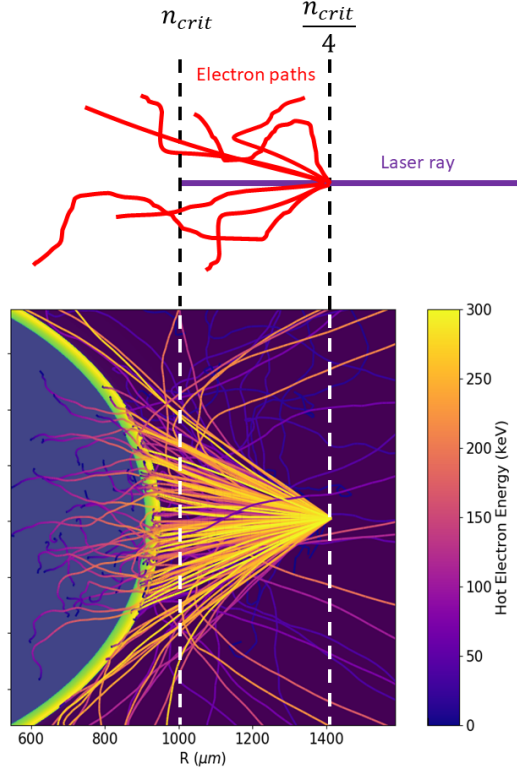 n_crit
n_crit
4
Electron paths
Laser ray
300
250
200
150
100
50
0
Hot Electron Energy (keV)
600 800 1000 1200 1400
R (μm)